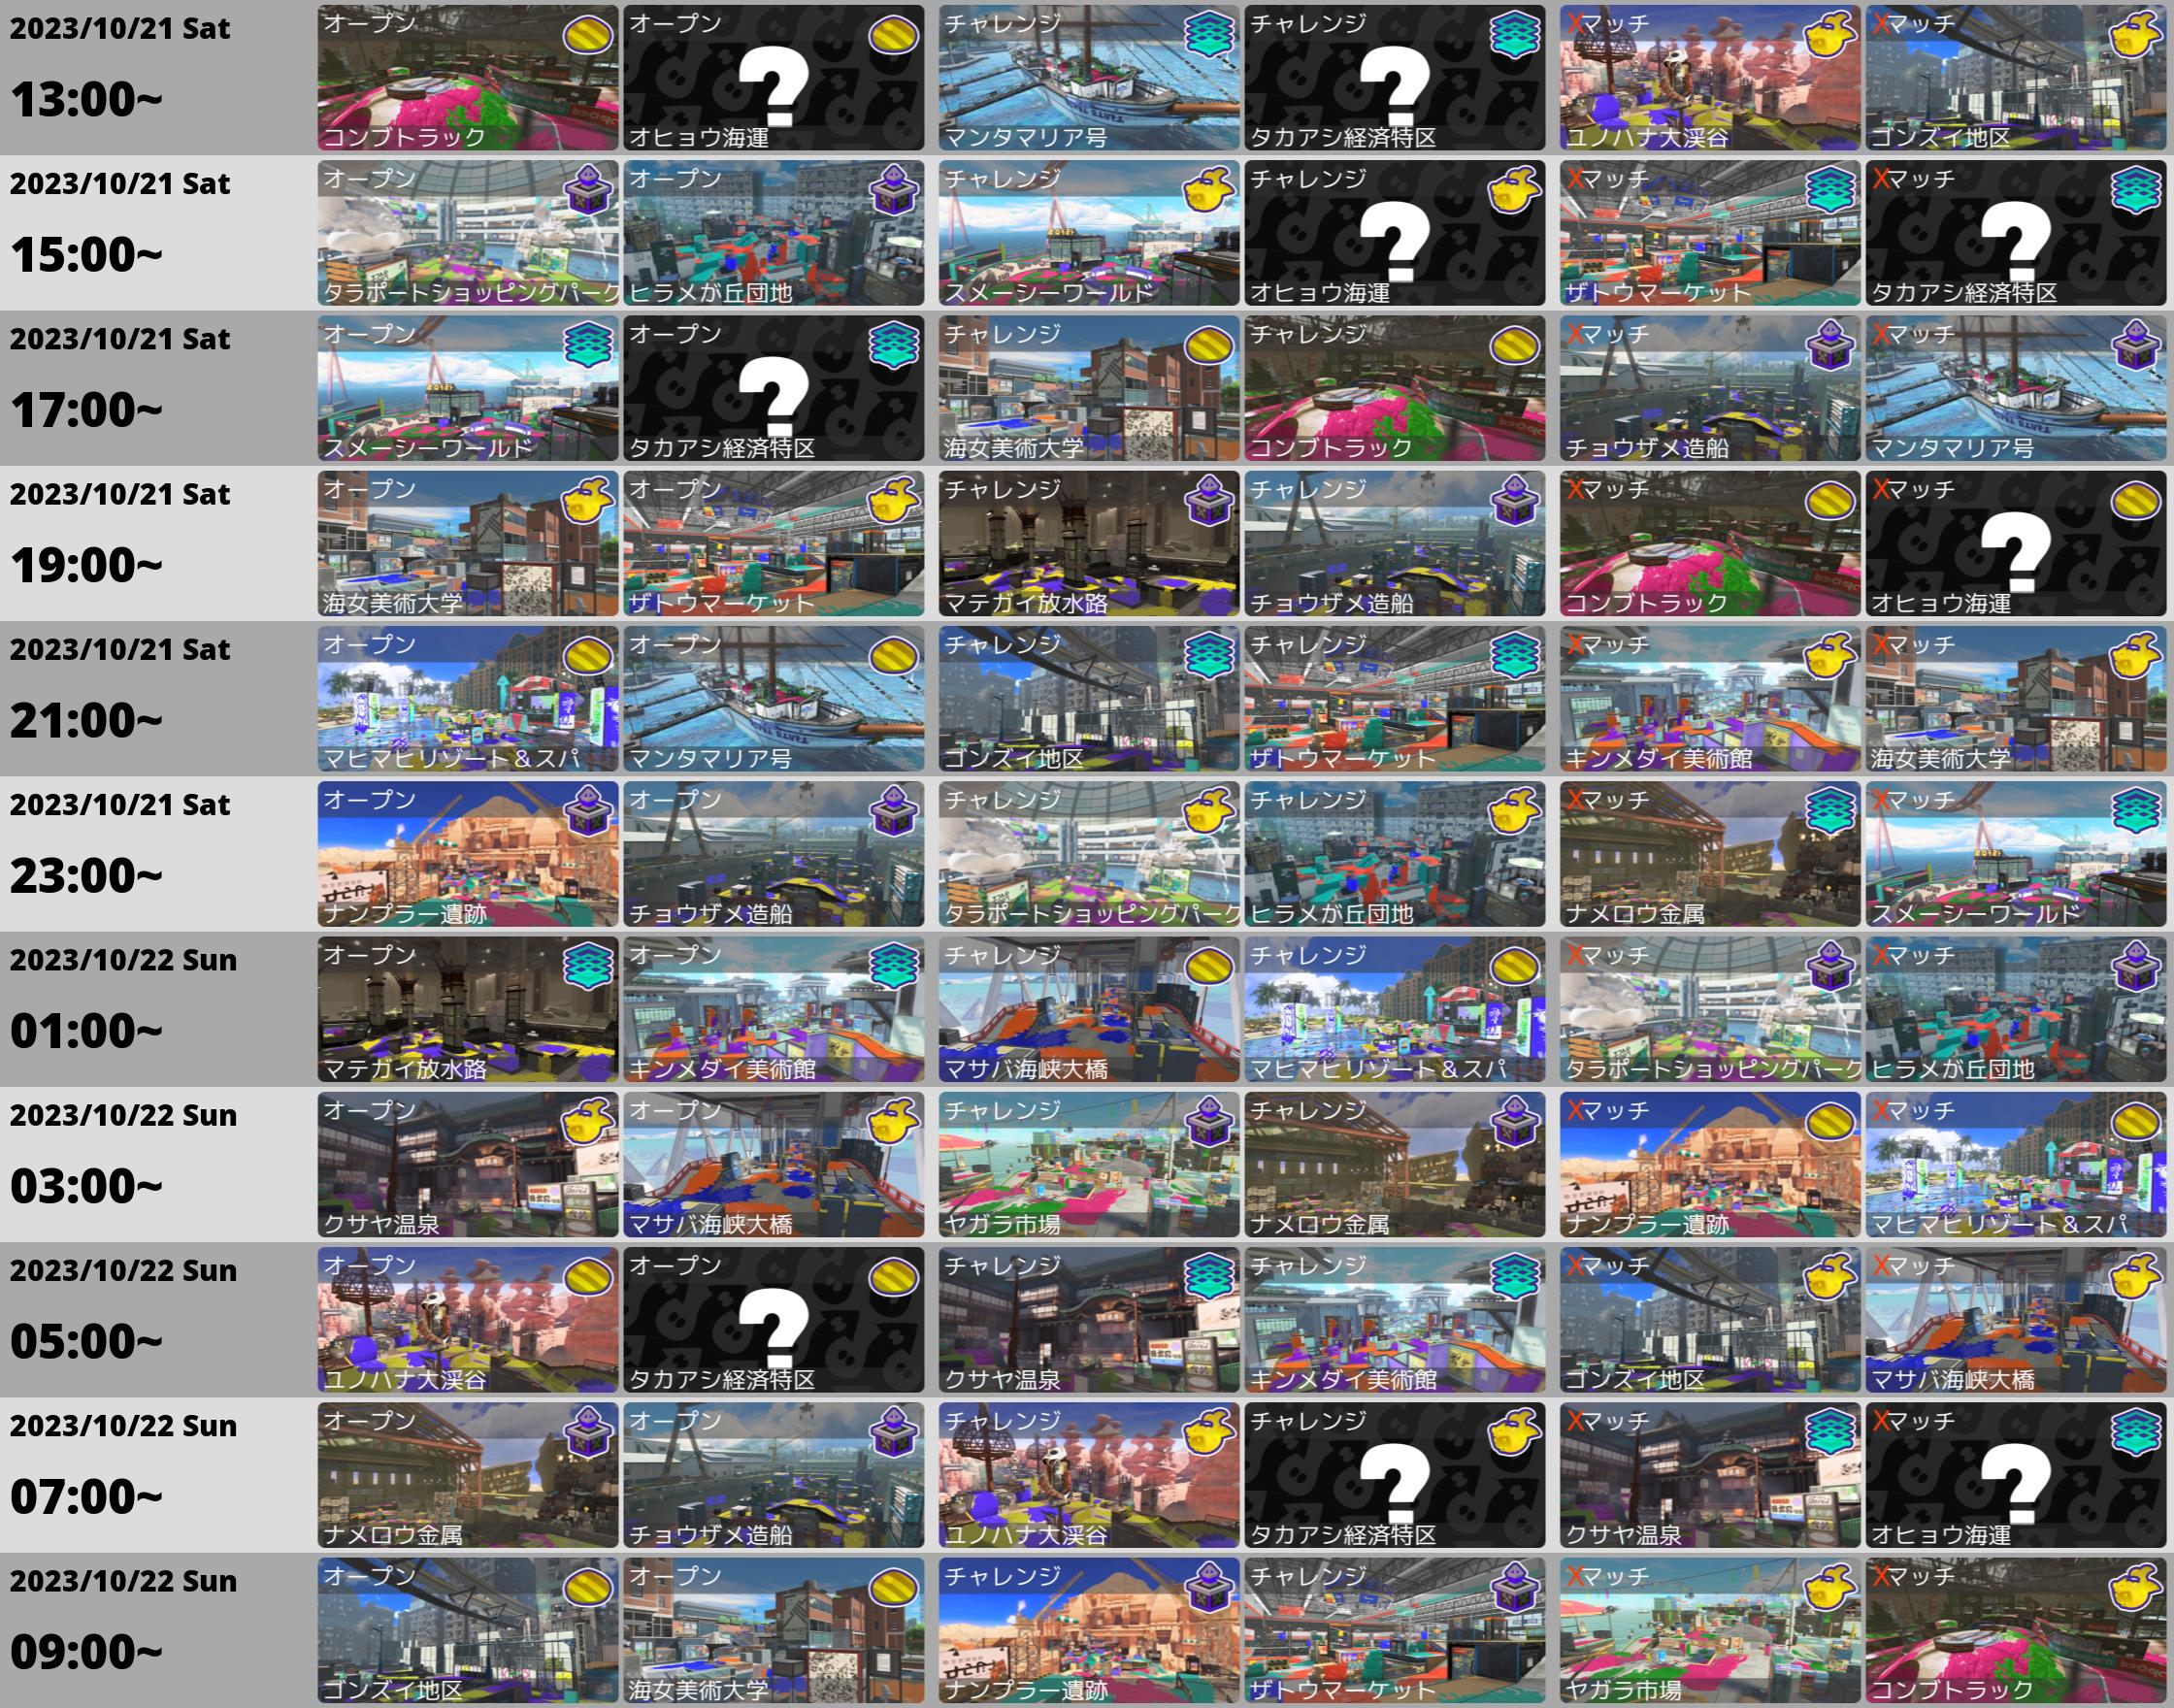 2023/10/21 Sat
13:00~
オープン
コンブトラック
オープン
オヒョウ海運
チャレンジ
マンタマリア号
チャレンジ
タカアシ経済特区
Xマッチ
ユノハナ大渓谷
Xマッチ
ゴンズイ地区
2023/10/21 Sat
15:00~
オープン
タラポートショッピングパーク
オープン
ヒラメが丘団地
チャレンジ
スメーシーワールド
チャレンジ
オヒョウ海運
Xマッチ
ザトウマーケット
Xマッチ
タカアシ経済特区
2023/10/21 Sat
17:00~
オープン
スメーシーワールド
オープン
タカアシ経済特区
チャレンジ
海女美術大学
チャレンジ
コンブトラック
Xマッチ
チョウザメ造船
Xマッチ
マンタマリア号
2023/10/21 Sat
19:00~
オープン
海女美術大学
オープン
ザトウマーケット
チャレンジ
マテガイ放水路
チャレンジ
チョウザメ造船
Xマッチ
コンブトラック
Xマッチ
オヒョウ海運
2023/10/21 Sat
21:00~
オープン
マヒマヒリゾート&スパ
オープン
マンタマリア号
チャレンジ
ゴンズイ地区
チャレンジ
ザトウマーケット
Xマッチ
キンメダイ美術館
Xマッチ
海女美術大学
2023/10/21 Sat
23:00~
オープン
ナンプラー遺跡
オープン
チョウザメ造船
チャレンジ
タラポートショッピングパーク
チャレンジ
ヒラメが丘団地
Xマッチ
ナメロウ金属
Xマッチ
スメーシーワールド
2023/10/22 Sun
01:00~
オープン
マテガイ放水路
オープン
キンメダイ美術館
チャレンジ
マサバ海峡大橋
チャレンジ
マヒマヒリゾート&スパ
Xマッチ
タラポートショッピングパーク
Xマッチ
ヒラメが丘団地
2023/10/22 Sun
03:00~
オープン
クサヤ温泉
オープン
マサバ海峡大橋
チャレンジ
ヤガラ市場
チャレンジ
ナメロウ金属
Xマッチ
ナンプラー遺跡
Xマッチ
マヒマヒリゾート&スパ
2023/10/22 Sun
05:00~
オープン
ユノハナ大渓谷
オープン
タカアシ経済特区
チャレンジ
クサヤ温泉
チャレンジ
キンメダイ美術館
Xマッチ
ゴンズイ地区
Xマッチ
マサバ海峡大橋
2023/10/22 Sun
07:00~
オープン
ナメロウ金属
オープン
チョウザメ造船
チャレンジ
ユノハナ大渓谷
チャレンジ
タカアシ経済特区
Xマッチ
クサヤ温泉
Xマッチ
オヒョウ海運
2023/10/22 Sun
09:00~
オープン
ゴンズイ地区
オープン
海女美術大学
チャレンジ
ナンプラー遺跡
チャレンジ
ザトウマーケット
Xマッチ
ヤガラ市場
Xマッチ
コンブトラック